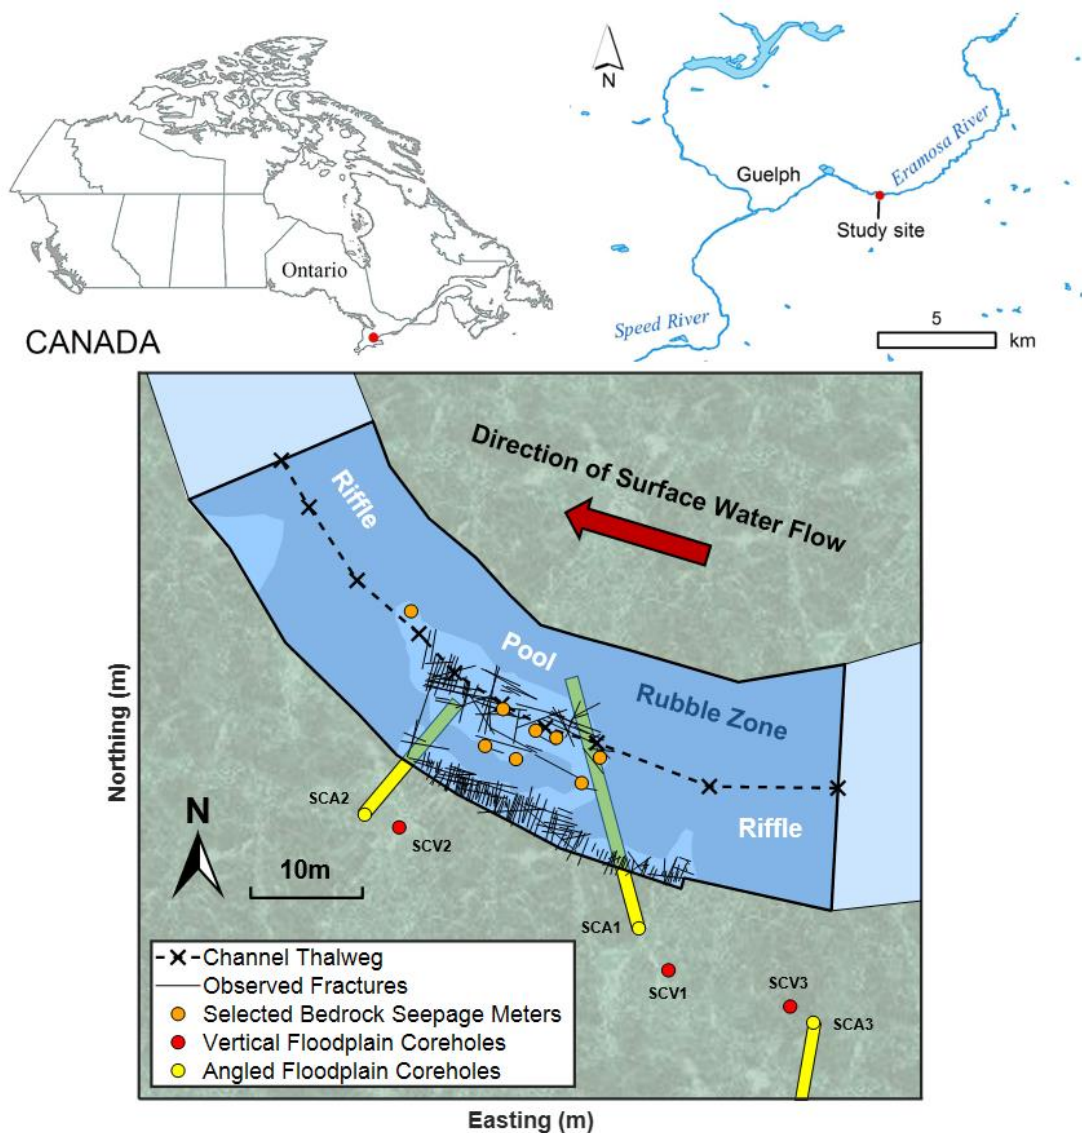 CANADA
Ontario
N
Guelph
Eramosa River
Study site
Speed River
5
km
Direction of Surface Water Flow
Riffle
Pool
Rubble Zone
Riffle
Northing (m)
N
10m
SCA2
SCV2
SCA1
SCV1
SCV3
SCA3
Channel Thalweg
Observed Fractures
Selected Bedrock Seepage Meters
Vertical Floodplain Coreholes
Angled Floodplain Coreholes
Easting (m)